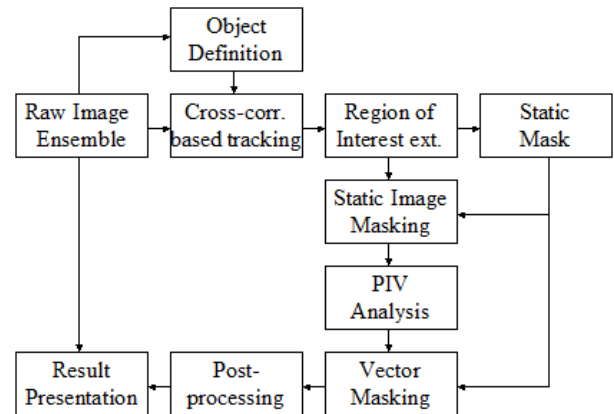 Object
Definition
Raw Image
Ensemble
Cross-corr.
based tracking
Region of
Interest ext.
Static
Mask
Static Image
Masking
PIV
Analysis
Result
Presentation
Post-
processing
Vector
Masking